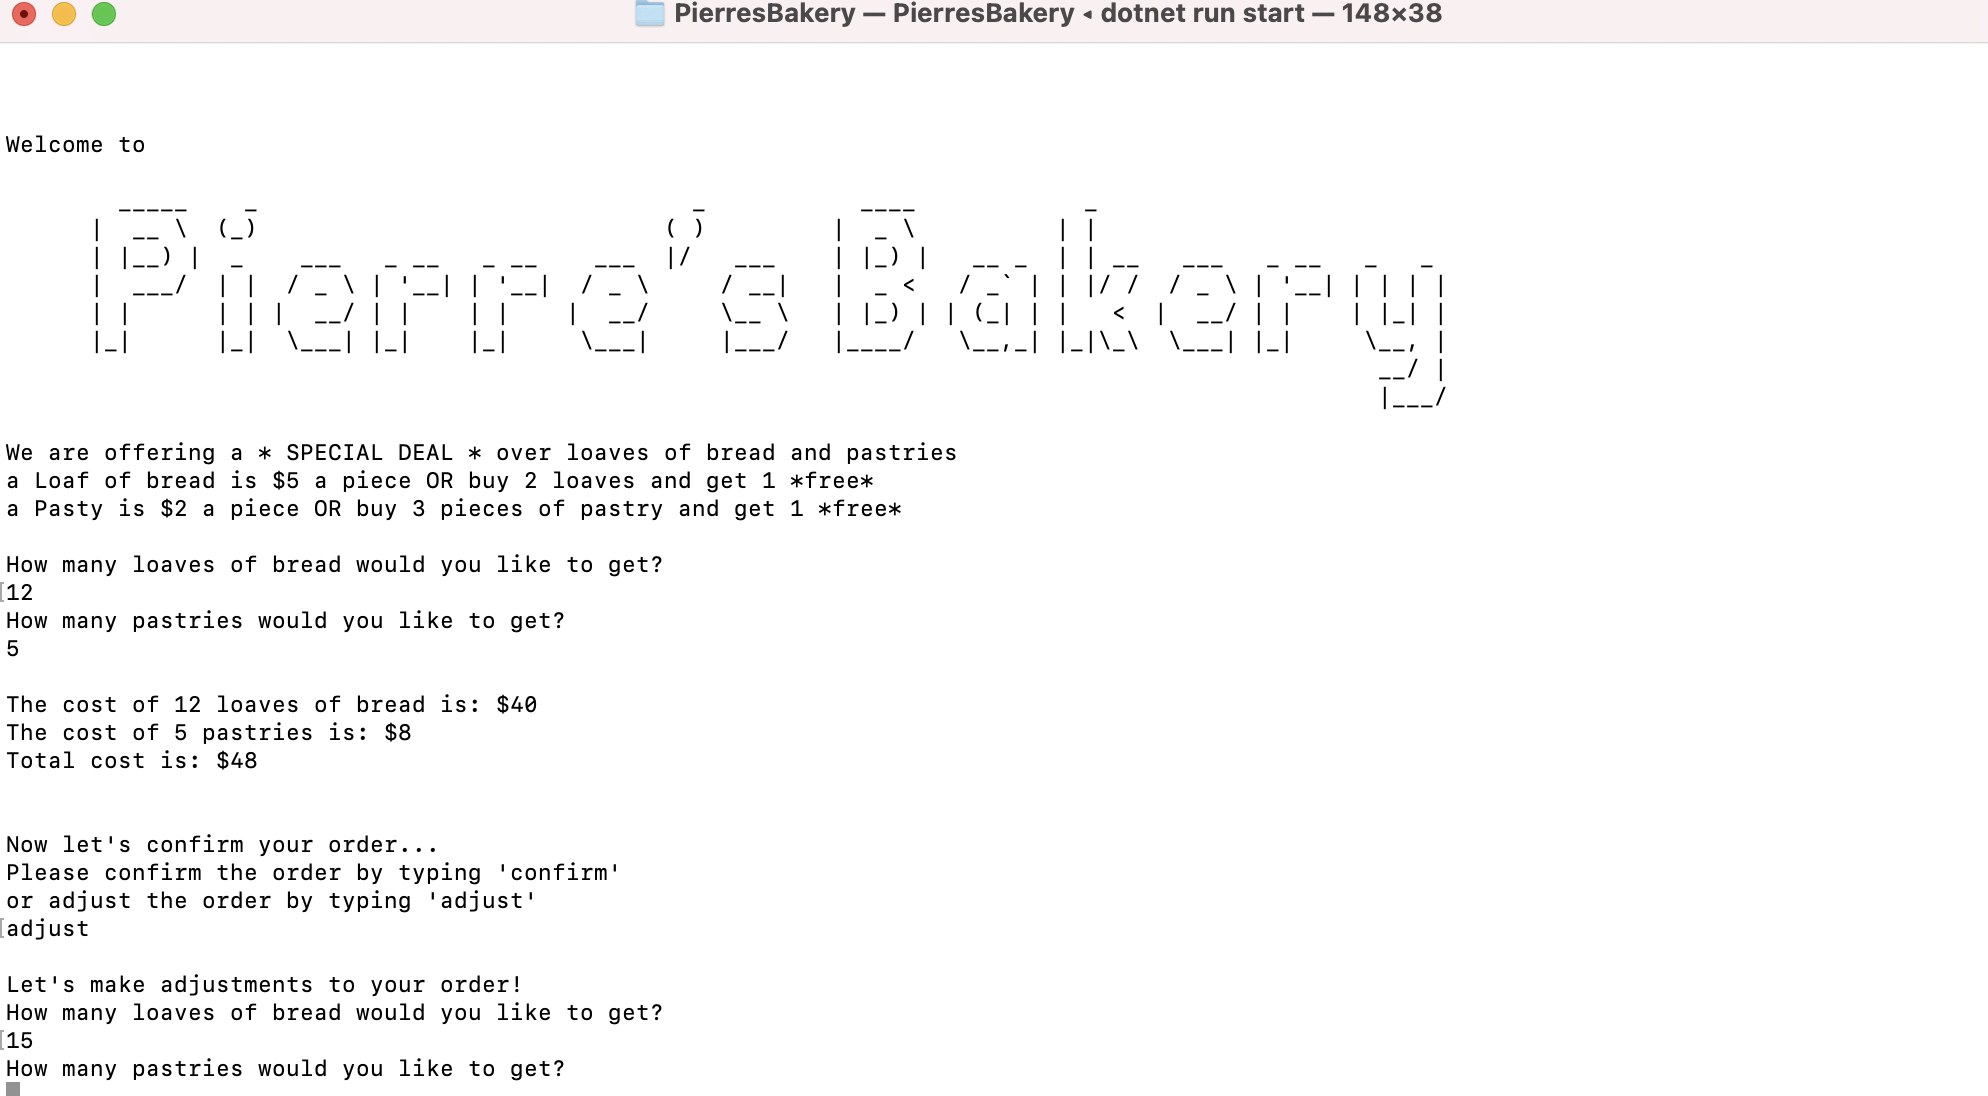 PierresBakery — PierresBakery ◂ dotnet run start — 148×38
Welcome to
Pierre's Bakery
We are offering a * SPECIAL DEAL * over loaves of bread and pastries
a Loaf of bread is $5 a piece OR buy 2 loaves and get 1 *free*
a Pasty is $2 a piece OR buy 3 pieces of pastry and get 1 *free*
How many loaves of bread would you like to get?
12
How many pastries would you like to get?
5
The cost of 12 loaves of bread is: $40
The cost of 5 pastries is: $8
Total cost is: $48
Now let's confirm your order...
Please confirm the order by typing 'confirm'
or adjust the order by typing 'adjust'
adjust
Let's make adjustments to your order!
How many loaves of bread would you like to get?
15
How many pastries would you like to get?